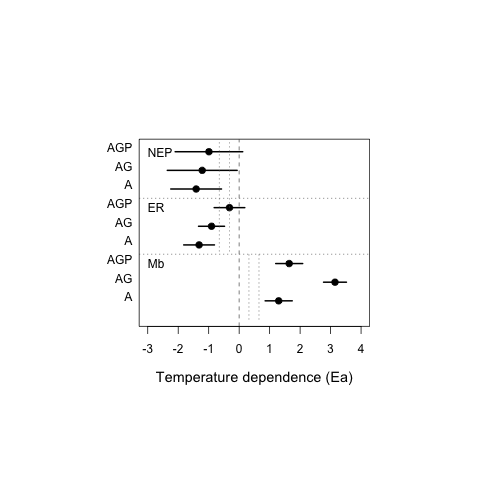 AGP
NEP
AG
A
AGP
ER
AG
A
AGP
Mb
AG
A
-3 -2 -1 0 1 2 3 4
Temperature dependence (Ea)